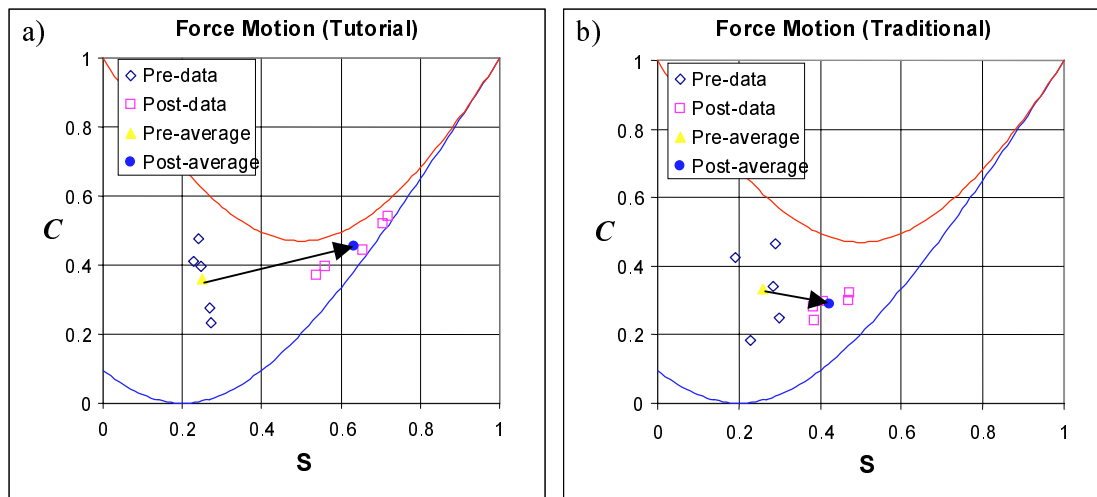 a)
Force Motion (Tutorial)
Pre-data
Post-data
Pre-average
Post-average
1
0.8
0.6
0.4
0.2
0
C
0
0.2
0.4
0.6
0.8
1
S
b)
Force Motion (Traditional)
Pre-data
Post-data
Pre-average
Post-average
1
0.8
0.6
0.4
0.2
0
C
0
0.2
0.4
0.6
0.8
1
S